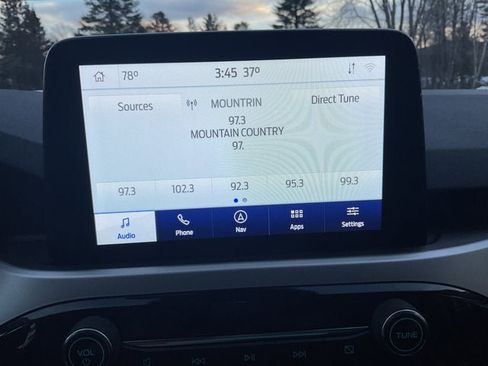 78° 3:45 37°
Sources MOUNTRIN Direct Tune
97.3
MOUNTAIN COUNTRY
97.
97.3 102.3 92.3 95.3 99.3
Audio Phone Nav Apps Settings
VOL TUNE